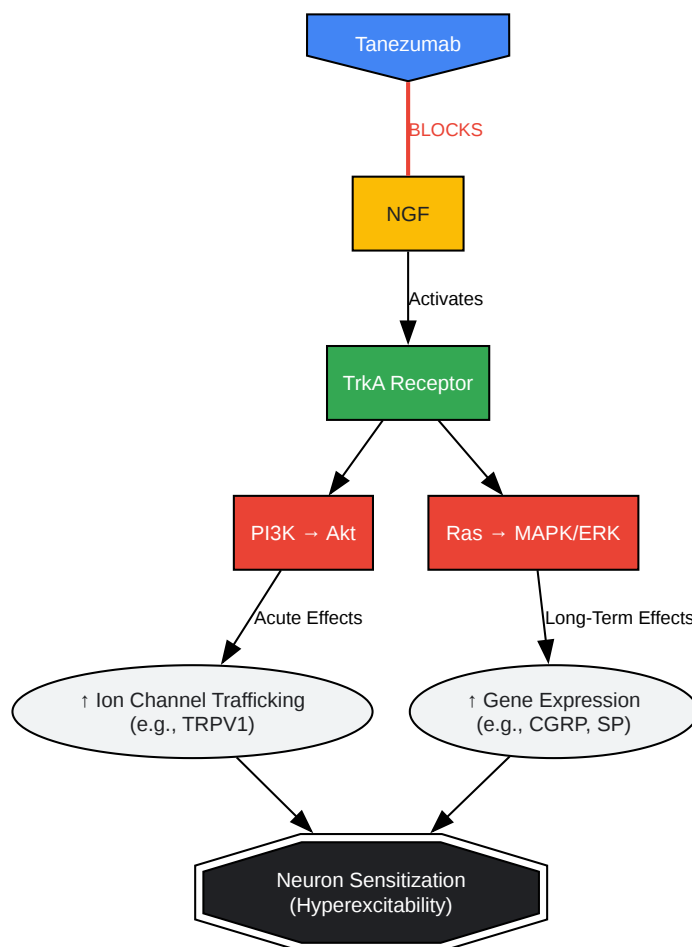 Tanezumab
BLOCKS
NGF
Activates
TrkA Receptor
PI3K → Akt
Ras → MAPK/ERK
Acute Effects
Long-Term Effects
↑ Ion Channel Trafficking
(e.g., TRPV1)
↑ Gene Expression
(e.g., CGRP, SP)
Neuron Sensitization
(Hyperexcitability)